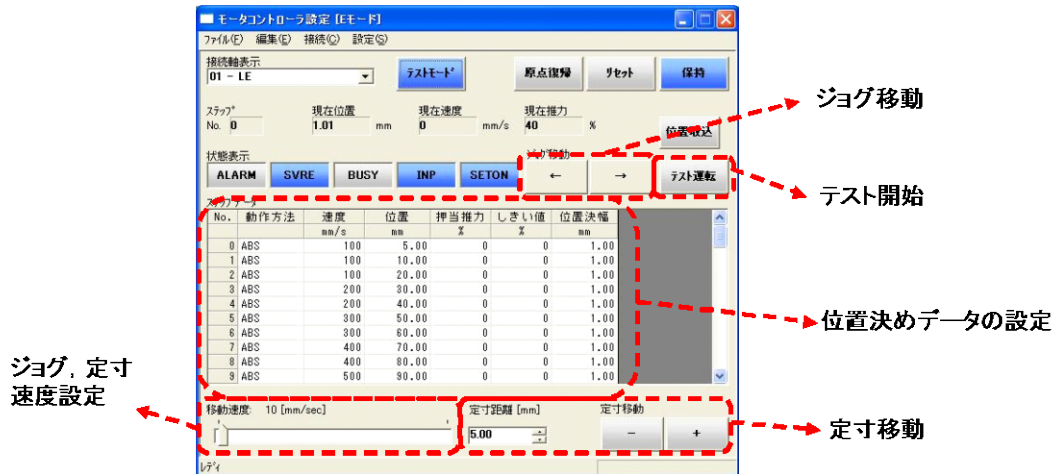 モータコントローラ設定 [Eモード]
ファイル(F) 編集(E) 接続(C) 設定(S)
接続軸表示
01 - LE
テストモード 原点復帰 リセット 保持
ステップ 現在位置 現在速度 現在推力
No. 0 1.01 mm 0 mm/s 40 %
位置取込
状態表示
ジョグ移動
ALARM SVRE BUSY INP SETON ← → テスト運転
ステップデータ
No. 動作方法 速度 位置 押当推力 しきい値 位置決幅
mm/s mm % % mm
0 ABS 100 5.00 0 0 1.00
1 ABS 100 10.00 0 0 1.00
2 ABS 100 20.00 0 0 1.00
3 ABS 200 30.00 0 0 1.00
4 ABS 200 40.00 0 0 1.00
5 ABS 300 50.00 0 0 1.00
6 ABS 300 60.00 0 0 1.00
7 ABS 400 70.00 0 0 1.00
8 ABS 400 80.00 0 0 1.00
9 ABS 500 90.00 0 0 1.00
移動速度: 10 [mm/sec] 定寸距離 [mm] 定寸移動
5.00 - +
レディ
ジョグ移動
テスト開始
位置決めデータの設定
定寸移動
ジョグ, 定寸
速度設定